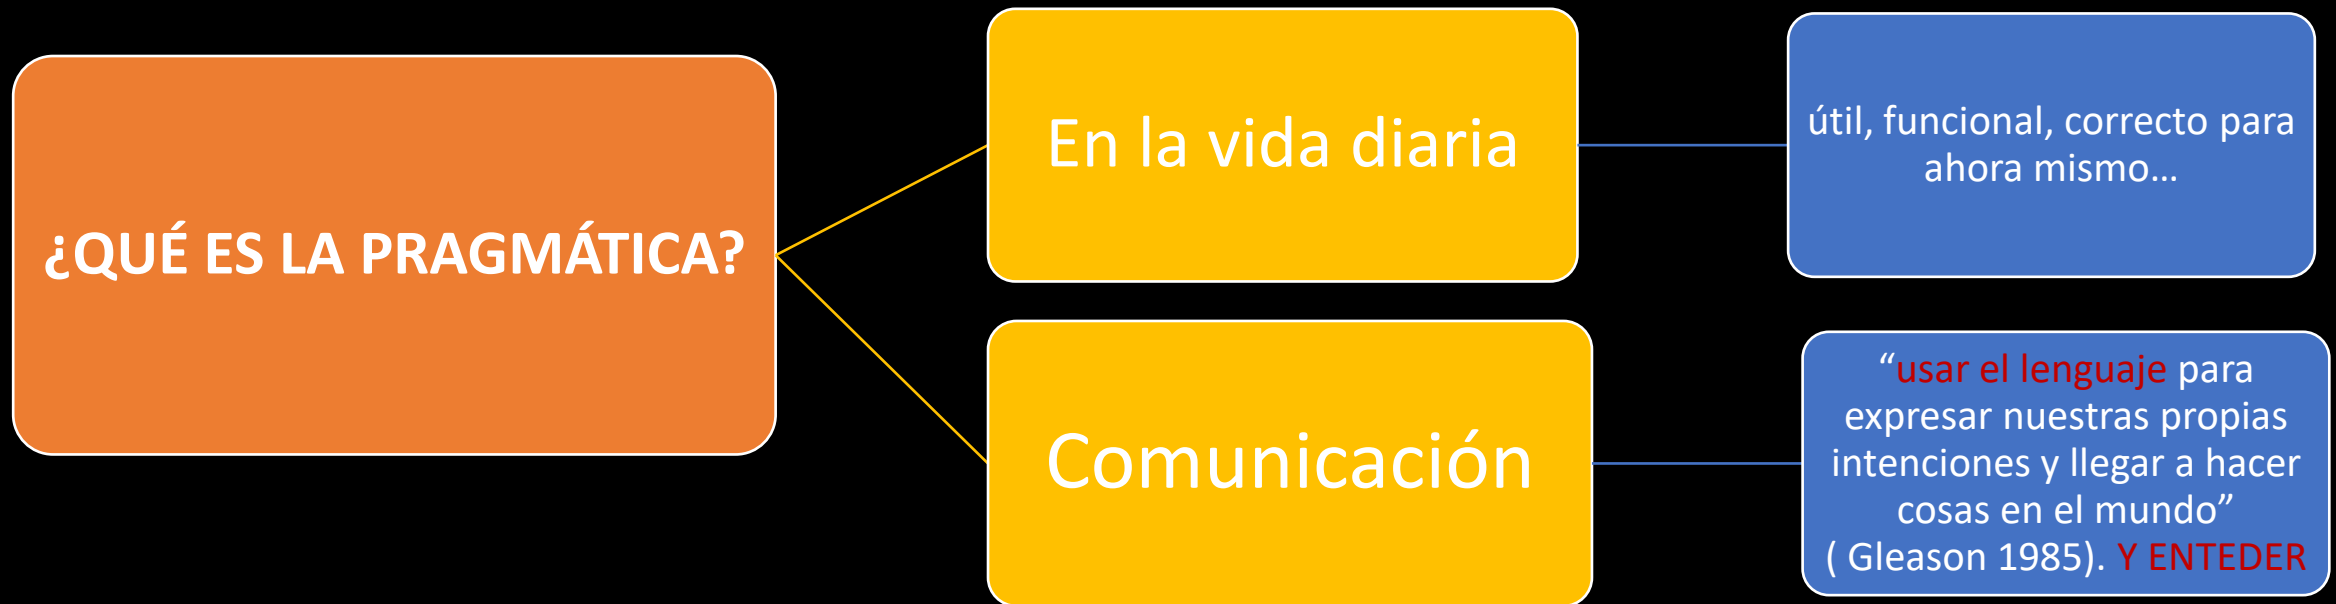 ¿QUÉ ES LA PRAGMÁTICA?
En la vida diaria
útil, funcional, correcto para
ahora mismo…
Comunicación
“usar el lenguaje para
expresar nuestras propias
intenciones y llegar a hacer
cosas en el mundo”
( Gleason 1985). Y ENTEDER